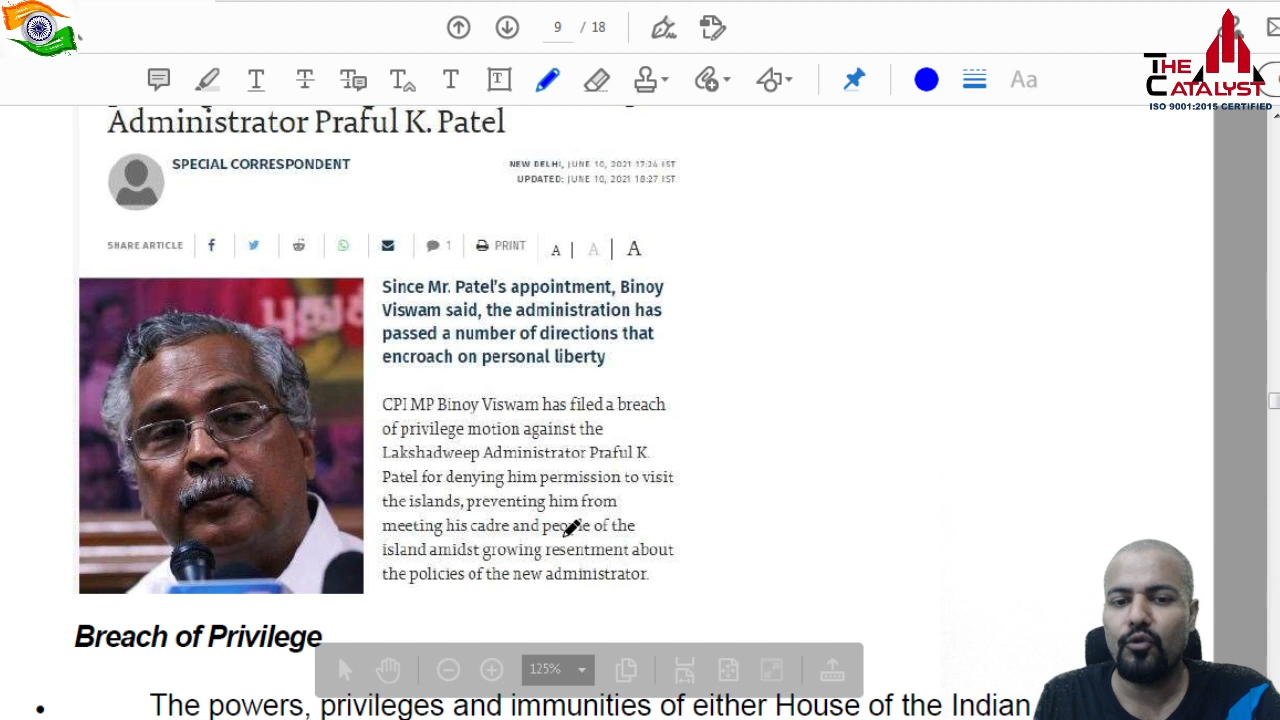 9 / 18
THE
CATALYST
ISO 9001:2015 CERTIFIED
Aa
Administrator Praful K. Patel
SPECIAL CORRESPONDENT
NEW DELHI, JUNE 10, 2021 17:24 IST
UPDATED: JUNE 10, 2021 18:27 IST
SHARE ARTICLE 1 PRINT A | A | A
புதுக்
Since Mr. Patel's appointment, Binoy
Viswam said, the administration has
passed a number of directions that
encroach on personal liberty
CPI MP Binoy Viswam has filed a breach
of privilege motion against the
Lakshadweep Administrator Praful K.
Patel for denying him permission to visit
the islands, preventing him from
meeting his cadre and people of the
island amidst growing resentment about
the policies of the new administrator.
Breach of Privilege
125%
• The powers, privileges and immunities of either House of the Indian